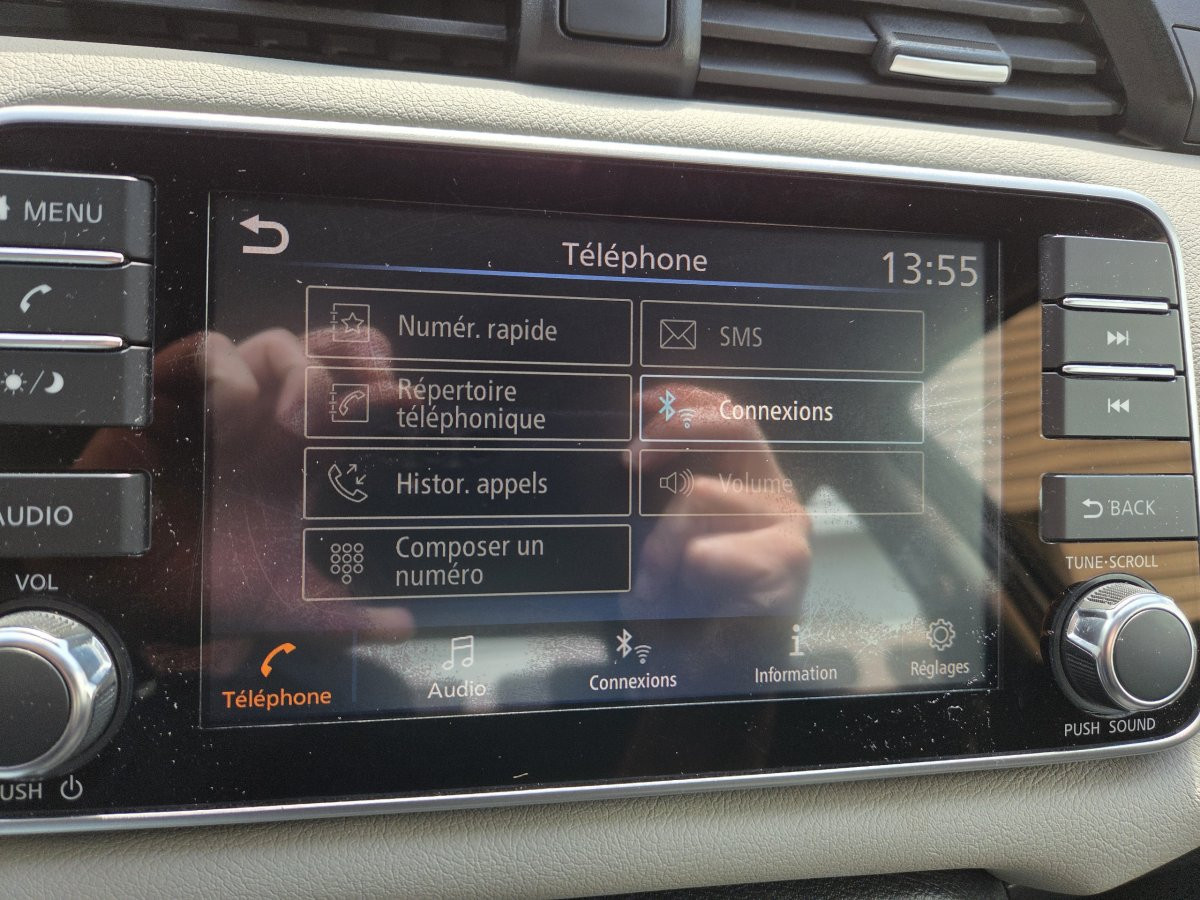 MENU
AUDIO
VOL
Téléphone
13:55
Numér. rapide
SMS
Répertoire
téléphonique
Connexions
Histor. appels
Volume
Composer un
numéro
Téléphone
Audio
Connexions
Information
Réglages
BACK
TUNE·SCROLL
PUSH SOUND